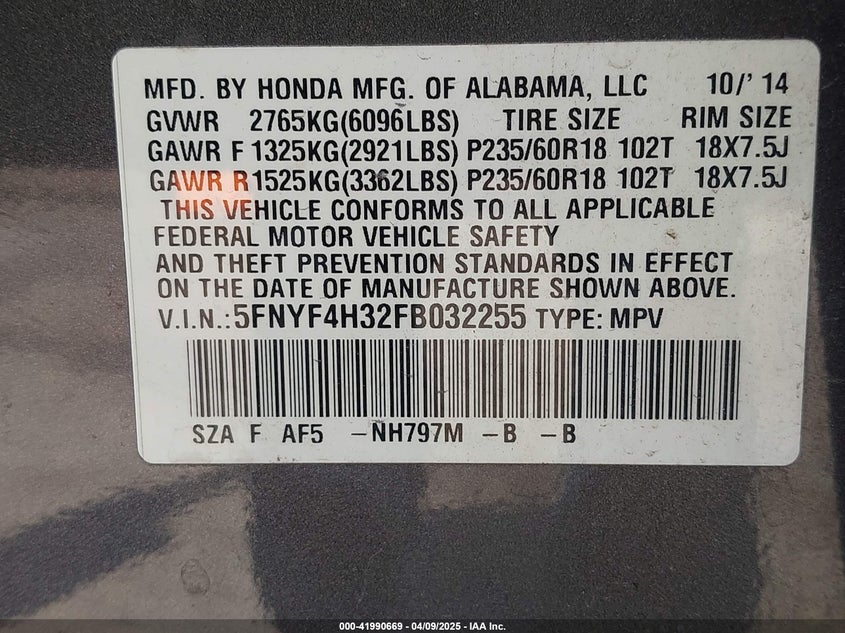 MFD. BY HONDA MFG. OF ALABAMA, LLC 10/' 14
GVWR 2765KG(6096LBS) TIRE SIZE RIM SIZE
GAWR F 1325KG(2921LBS) P235/60R18 102T 18X7.5J
GAWR R 1525KG(3362LBS) P235/60R18 102T 18X7.5J
THIS VEHICLE CONFORMS TO ALL APPLICABLE
FEDERAL MOTOR VEHICLE SAFETY
AND THEFT PREVENTION STANDARDS IN EFFECT
ON THE DATE OF MANUFACTURE SHOWN ABOVE.
V.I.N.:5FNYF4H32FB032255 TYPE: MPV
SZA F AF5 -NH797M -B -B
000-41990669 | 04/09/2025 - IAA Inc.